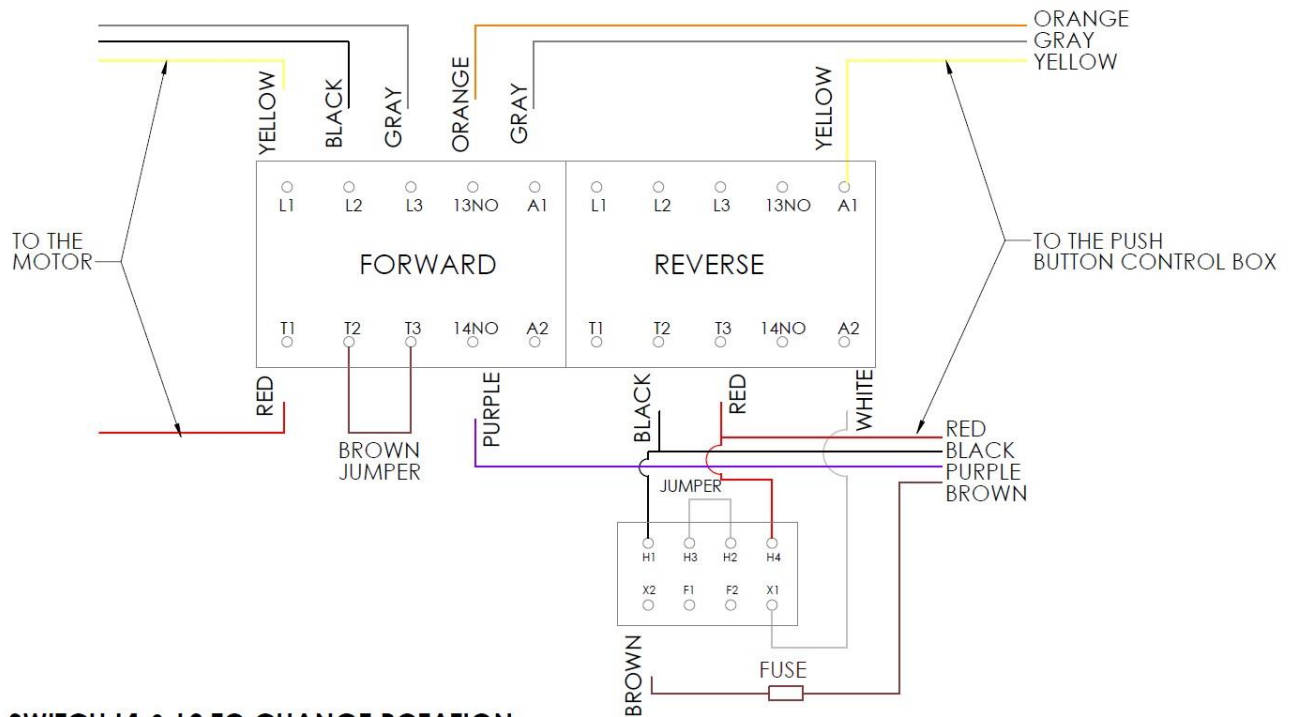 ORANGE
GRAY
YELLOW
YELLOW
BLACK
GRAY
ORANGE
GRAY
YELLOW
L1 L2 L3 13NO A1 L1 L2 L3 13NO A1
TO THE
MOTOR
FORWARD REVERSE
TO THE PUSH
BUTTON CONTROL BOX
T1 T2 T3 14NO A2 T1 T2 T3 14NO A2
RED
PURPLE
BLACK
RED
WHITE
BROWN
JUMPER
RED
BLACK
PURPLE
BROWN
JUMPER
H1 H3 H2 H4
X2 F1 F2 X1
BROWN
FUSE
TO CHANGE ROTATION